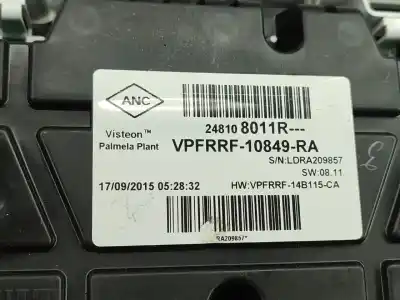 ANC
24810 8011R---
Visteon™
Palmela Plant
VPFRRF-10849-RA
S/N:LDRA209857
SW:08.11
17/09/2015 05:28:32
HW:VPFRRF-14B115-CA
RA209857*